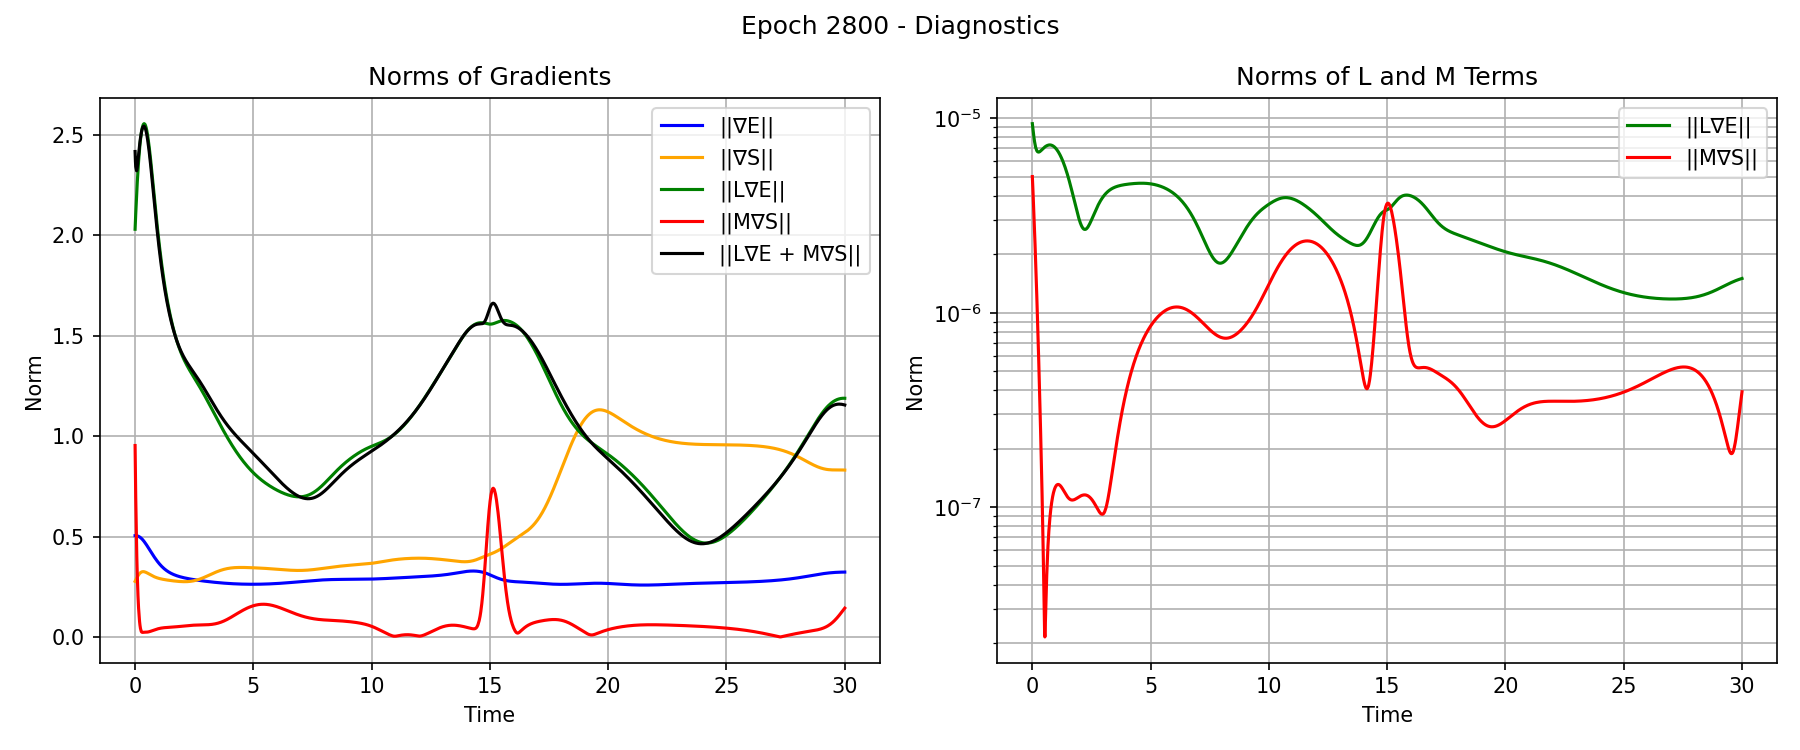 Epoch 2800 - Diagnostics
Norms of Gradients
Norm
2.5
2.0
1.5
1.0
0.5
0.0
||∇E||
||∇S||
||L∇E||
||M∇S||
||L∇E + M∇S||
0 5 10 15 20 25 30
Time
Norms of L and M Terms
Norm
10⁻⁵
10⁻⁶
10⁻⁷
||L∇E||
||M∇S||
0 5 10 15 20 25 30
Time